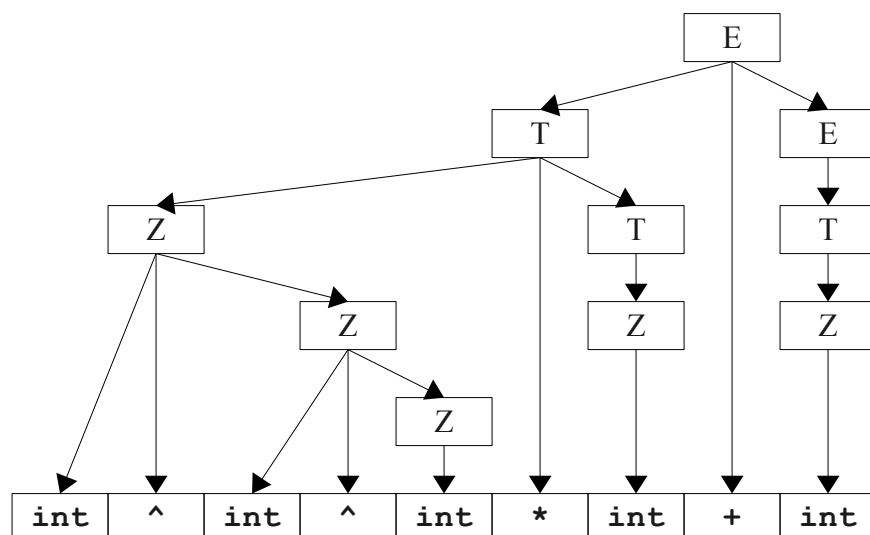 E
T E
Z T T
Z Z Z
Z
int ^ int ^ int * int + int